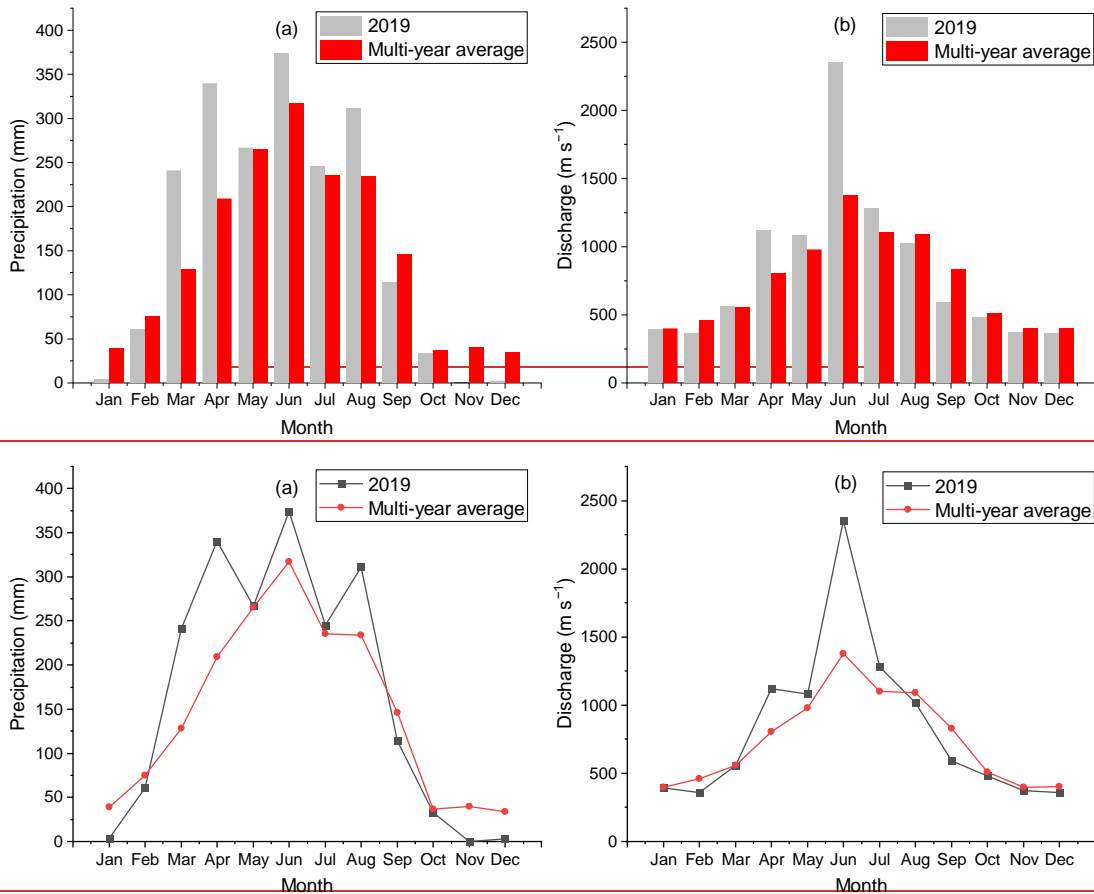 (a)
2019
Multi-year average
400
350
300
250
200
150
100
50
0
Precipitation (mm)
Jan Feb Mar Apr May Jun Jul Aug Sep Oct Nov Dec
Month
(b)
2019
Multi-year average
2500
2000
1500
1000
500
0
Discharge (m s⁻¹)
Jan Feb Mar Apr May Jun Jul Aug Sep Oct Nov Dec
Month
(a)
2019
Multi-year average
400
350
300
250
200
150
100
50
0
Precipitation (mm)
Jan Feb Mar Apr May Jun Jul Aug Sep Oct Nov Dec
Month
(b)
2019
Multi-year average
2500
2000
1500
1000
500
0
Discharge (m s⁻¹)
Jan Feb Mar Apr May Jun Jul Aug Sep Oct Nov Dec
Month